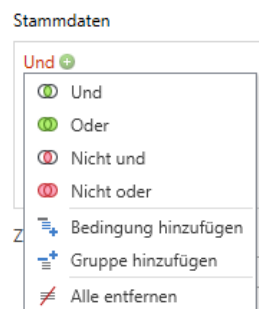 Stammdaten
Und
Und
Oder
Nicht und
Nicht oder
Bedingung hinzufügen
Z
Gruppe hinzufügen
Alle entfernen